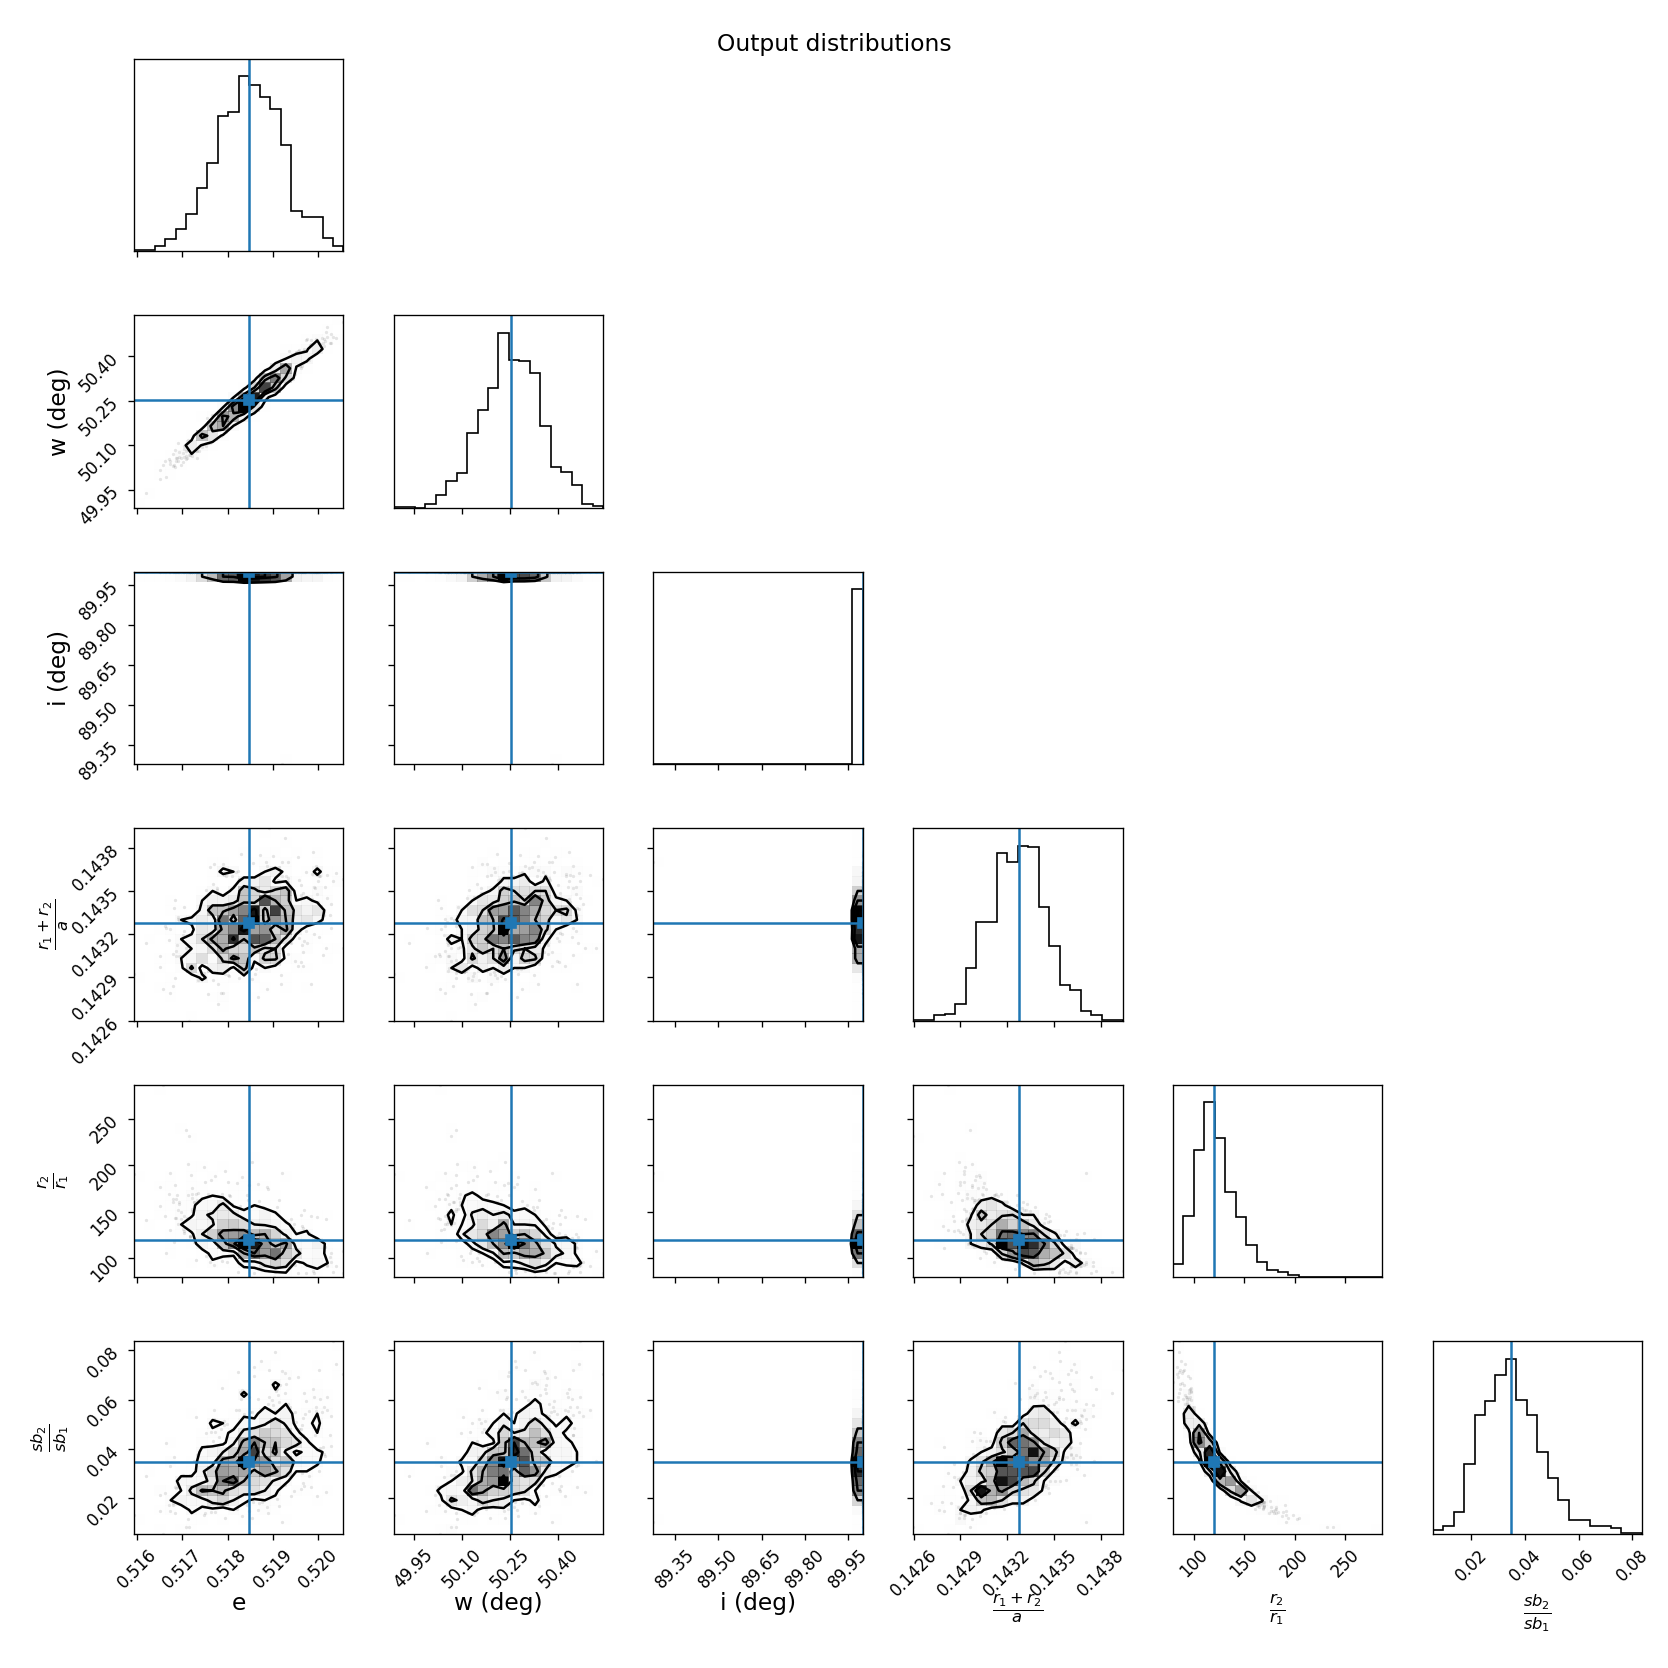 Output distributions
w (deg)
50.40
50.25
50.10
49.95
i (deg)
89.95
89.80
89.65
89.50
89.35
r₁ + r₂
a
0.1438
0.1435
0.1432
0.1429
0.1426
r₂
r₁
250
200
150
100
sb₂
sb₁
0.08
0.06
0.04
0.02
0.516 0.517 0.518 0.519 0.520 49.95 50.10 50.25 50.40 89.35 89.50 89.65 89.80 89.95 0.1426 0.1429 0.1432 0.1435 0.1438 100 150 200 250 0.02 0.04 0.06 0.08
e w (deg) i (deg) r₁ + r₂ r₂ sb₂
a r₁ sb₁